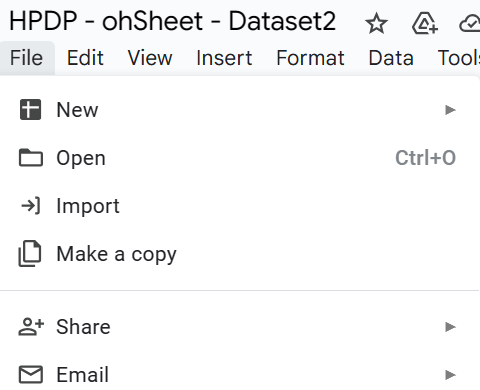 HPDP - ohSheet - Dataset2
File Edit View Insert Format Data Tools
New
Open Ctrl+O
Import
Make a copy
Share
Email